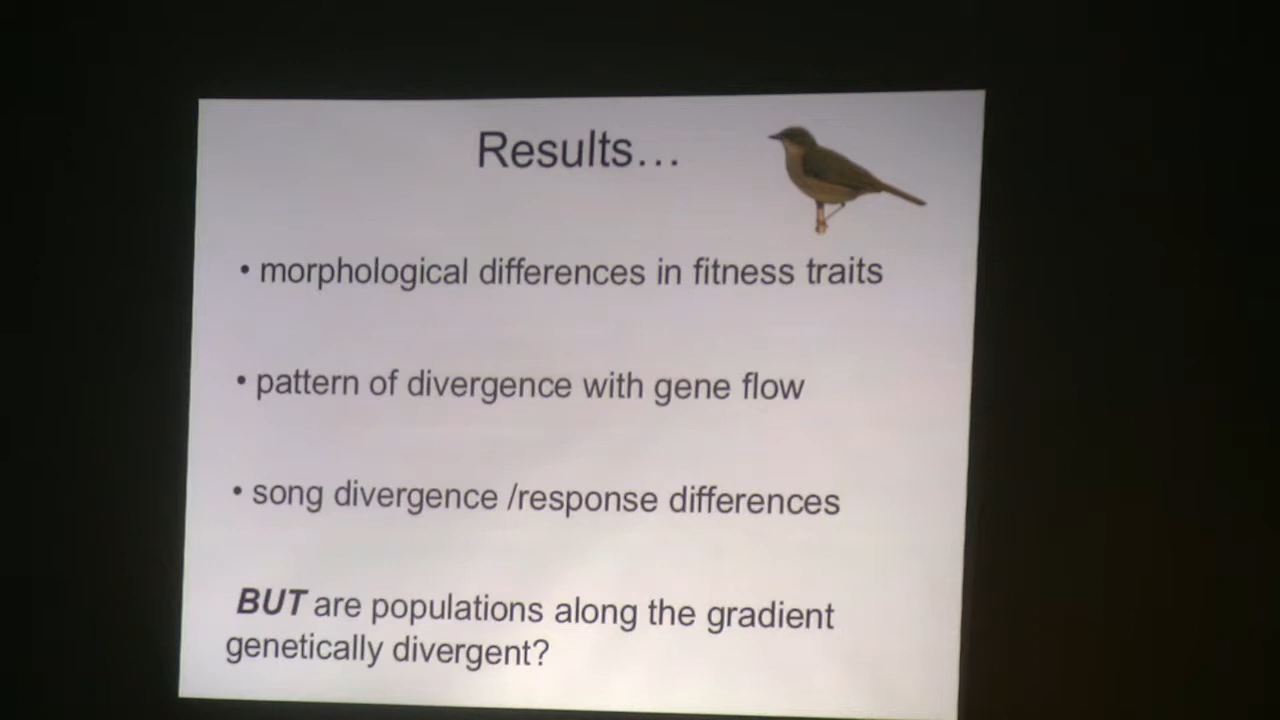 Results…
• morphological differences in fitness traits
• pattern of divergence with gene flow
• song divergence /response differences
BUT are populations along the gradient
genetically divergent?